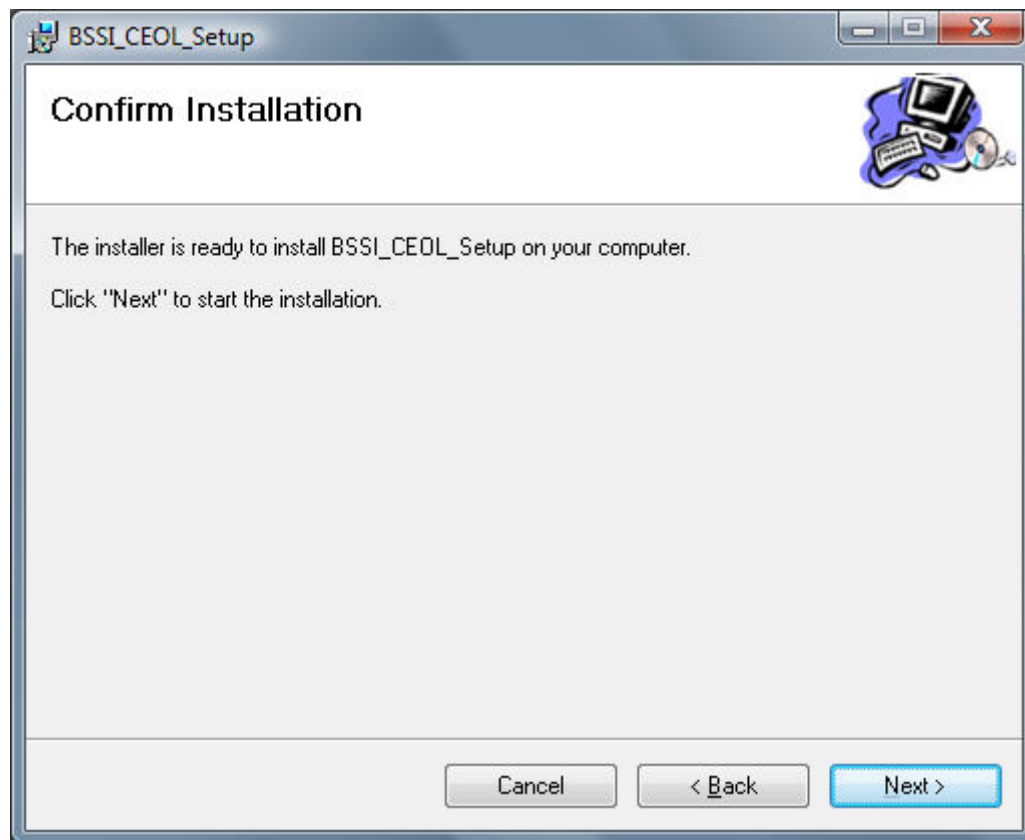 BSSI_CEOL_Setup
Confirm Installation
The installer is ready to install BSSI_CEOL_Setup on your computer.
Click "Next" to start the installation.
Cancel
< Back
Next >